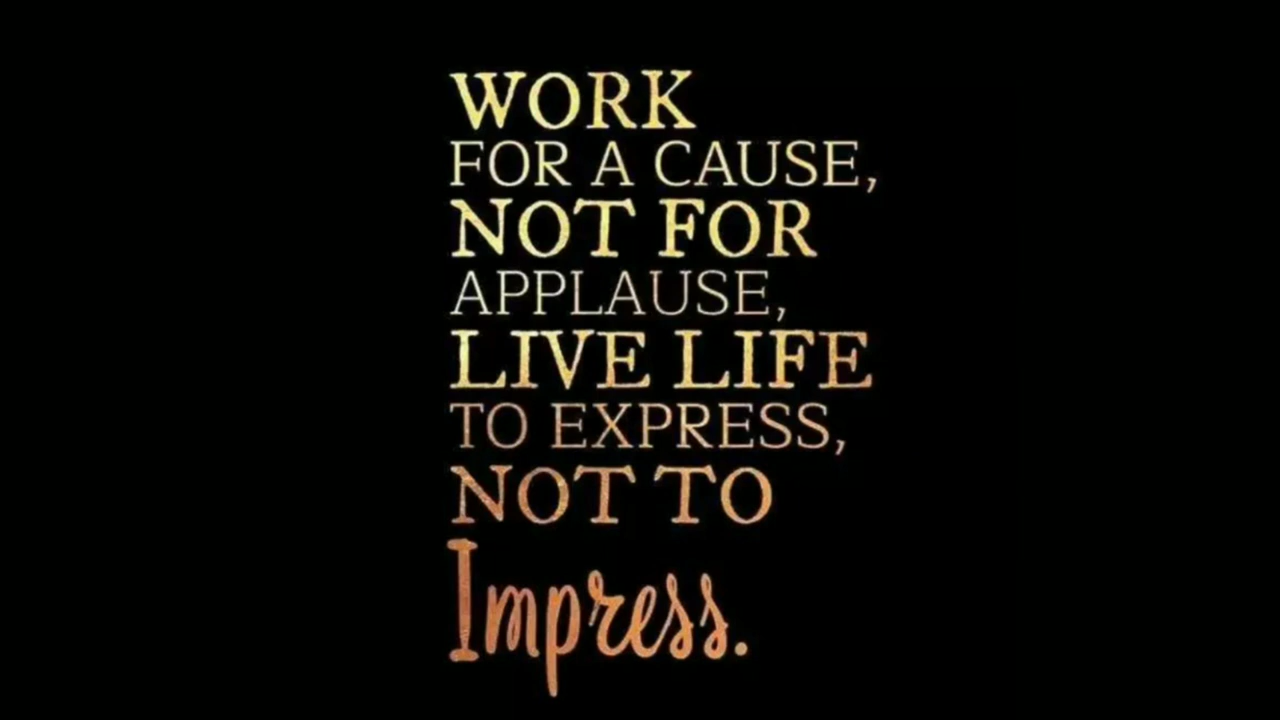 WORK
FOR A CAUSE,
NOT FOR
APPLAUSE,
LIVE LIFE
TO EXPRESS,
NOT TO
Impress.